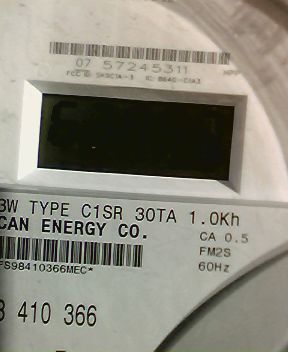 07 57245311
3W TYPE C1SR 30TA 1.0Kh
CAN ENERGY CO.
CA 0.5
FM2S
60Hz
FS98410366MEC*
8 410 366